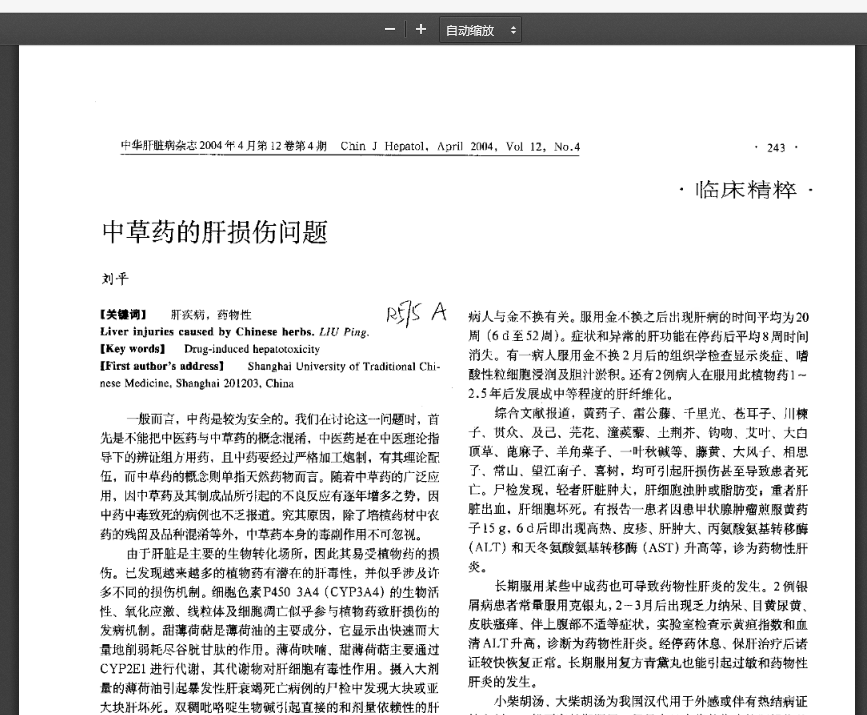 自动缩放
中华肝脏病杂志2004年4月第12卷第4期 Chin J Hepatol, April 2004, Vol 12, No.4
· 243 ·
·临床精粹·
中草药的肝损伤问题
刘平
【关键词】 肝疾病,药物性
R575 A
Liver injuries caused by Chinese herbs. LIU Ping.
【Key words】 Drug-induced hepatotoxicity
【First author's address】 Shanghai University of Traditional Chi-
nese Medicine, Shanghai 201203, China
一般而言,中药是较为安全的。我们在讨论这一问题时,首
先是不能把中医药与中草药的概念混淆,中医药是在中医理论指
导下的辨证组方用药,且中药要经过严格加工炮制,有其理论配
伍,而中草药的概念则单指天然药物而言。随着中草药的广泛应
用,因中草药及其制成品所引起的不良反应有逐年增多之势,因
中药中毒致死的病例也不乏报道。究其原因,除了培植药材中农
药的残留及品种混淆等外,中草药本身的毒副作用不可忽视。
由于肝脏是主要的生物转化场所,因此其易受植物药的损
伤。已发现越来越多的植物药有潜在的肝毒性,并似乎涉及许
多不同的损伤机制。细胞色素P450 3A4(CYP3A4)的生物活
性、氧化应激、线粒体及细胞凋亡似乎参与植物药致肝损伤的
发病机制。甜薄荷萜是薄荷油的主要成分,它显示出快速而大
量地削弱耗尽谷胱甘肽的作用。薄荷呋喃、甜薄荷萜主要通过
CYP2E1进行代谢,其代谢物对肝细胞有毒性作用。摄入大剂
量的薄荷油引起暴发性肝衰竭死亡病例的尸检中发现大块或亚
大块肝坏死。双稠吡咯啶生物碱引起直接的和剂量依赖性的肝
病人与金不换有关。服用金不换之后出现肝病的时间平均为20
周(6 d至52周)。症状和异常的肝功能在停药后平均8周时间
消失。有一病人服用金不换2月后的组织学检查显示炎症、嗜
酸性粒细胞浸润及胆汁淤积。还有2例病人在服用此植物药1~
2.5年后发展成中等程度的肝纤维化。
综合文献报道,黄药子、雷公藤、千里光、苍耳子、川楝
子、贯众、及己、芫花、潼蒺藜、土荆芥、钩吻、艾叶、大白
顶草、蓖麻子、羊角菜子、一叶秋碱等、藤黄、大风子、相思
子、常山、望江南子、喜树,均可引起肝损伤甚至导致患者死
亡。尸检发现,轻者肝脏肿大,肝细胞浊肿或脂肪变;重者肝
脏出血,肝细胞坏死。有报告一患者因患甲状腺肿瘤煎服黄药
子15 g,6 d后即出现高热、皮疹、肝肿大、丙氨酸氨基转移酶
(ALT)和天冬氨酸氨基转移酶(AST)升高等,诊为药物性肝
炎。
长期服用某些中成药也可导致药物性肝炎的发生。2例银
屑病患者常量服用克银丸,2~3月后出现乏力纳呆、目黄尿黄、
皮肤瘙痒、伴上腹部不适等症状,实验室检查示黄疸指数和血
清ALT升高,诊断为药物性肝炎。经停药休息、保肝治疗后诸
证较快恢复正常。长期服用复方青黛丸也能引起过敏和药物性
肝炎的发生。
小柴胡汤、大柴胡汤为我国汉代用于外感或伴有热结病证